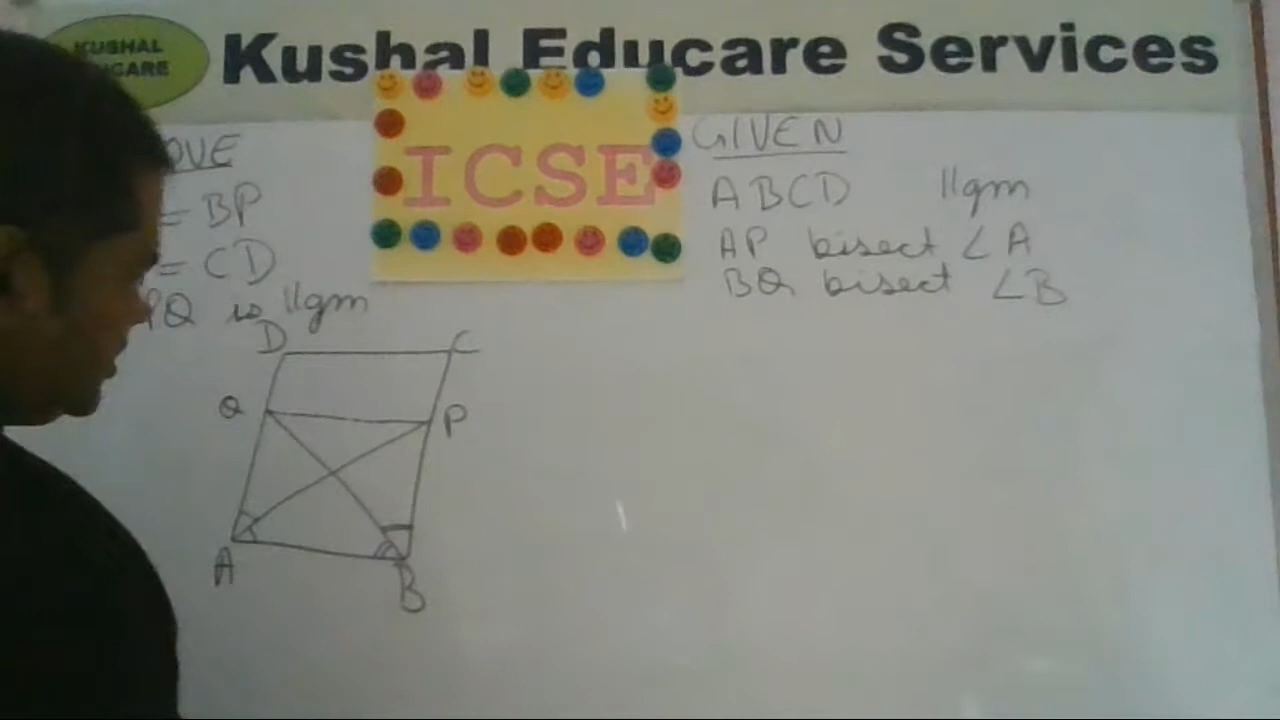 KUSHAL
Kushal Educare Services
ICSE
= BP
= CD
PQ is ||gm
GIVEN
ABCD ||gm
AP bisect ∠A
BQ bisect ∠B
D C
Q P
A B